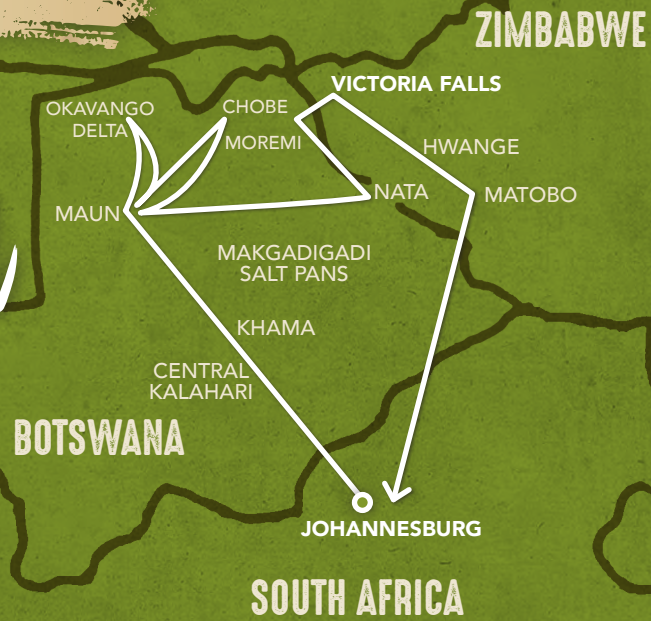 ZIMBABWE
VICTORIA FALLS
OKAVANGO
DELTA
CHOBE
MOREMI
HWANGE
NATA
MATOBO
MAUN
MAKGADIGADI
SALT PANS
KHAMA
CENTRAL
KALAHARI
BOTSWANA
JOHANNESBURG
SOUTH AFRICA